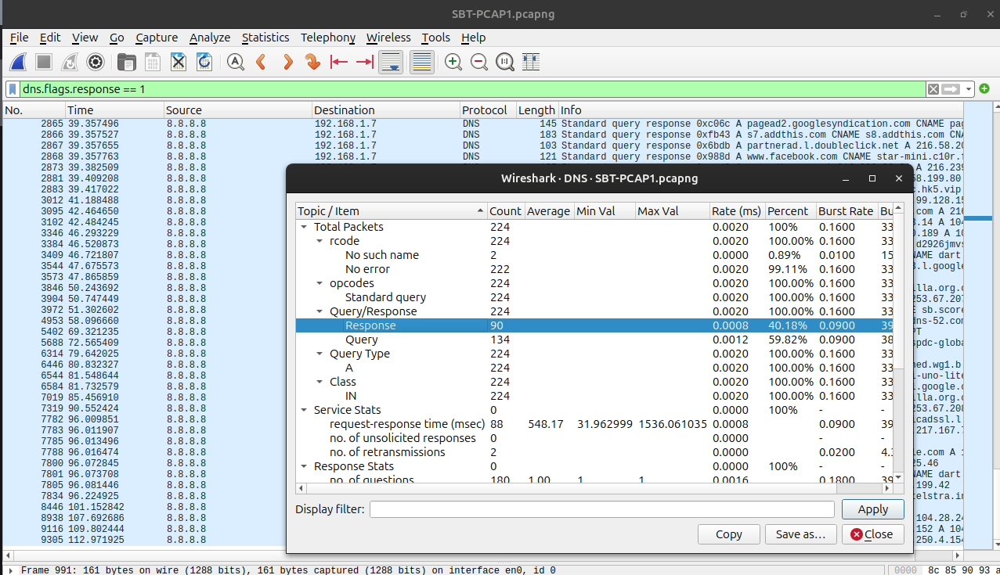 SBT-PCAP1.pcapng
File Edit View Go Capture Analyze Statistics Telephony Wireless Tools Help
dns.flags.response == 1
No. Time Source Destination Protocol Length Info
2865 39.357496 8.8.8.8 192.168.1.7 DNS 145 Standard query response 0xc06c A pagead2.googlesyndication.com CNAME pag
2866 39.357527 8.8.8.8 192.168.1.7 DNS 183 Standard query response 0xfb43 A s7.addthis.com CNAME s8.addthis.com CN
2867 39.357655 8.8.8.8 192.168.1.7 DNS 103 Standard query response 0x6bdb A partnerad.l.doubleclick.net A 216.58.20
2868 39.357763 8.8.8.8 192.168.1.7 DNS 121 Standard query response 0x988d A www.facebook.com CNAME star-mini.c10r.
2873 39.382509 8.8.8.8 A 216.239
2881 39.409208 8.8.8.8 68.199.80
2883 39.417022 8.8.8.8 c.hk5.vip
3012 41.188488 8.8.8.8 99.128.15
3095 42.464650 8.8.8.8 com A 216
3102 42.484245 8.8.8.8 3.14 A 104
3346 46.293229 8.8.8.8 0.189 A 10
3384 46.520873 8.8.8.8 d2926jmvs
3409 46.721807 8.8.8.8 NAME dart
3544 47.675573 8.8.8.8 3.l.google
3573 47.865859 8.8.8.8
3846 50.243692 8.8.8.8 illa.org.c
3904 50.747449 8.8.8.8 253.67.207
3972 51.302602 8.8.8.8 E sb.score
4953 58.096660 8.8.8.8 dns-52.com
5402 69.321235 8.8.8.8 PT
5688 72.565409 8.8.8.8 spdc-globa
6314 79.642025 8.8.8.8
6446 80.832327 8.8.8.8 med.wg1.b
6544 81.548644 8.8.8.8 l-uno-lite
6584 81.732579 8.8.8.8 l.google.c
7019 85.456910 8.8.8.8 illa.org.c
7319 90.552424 8.8.8.8 253.67.208
7782 96.009851 8.8.8.8 lcadssl.l
7783 96.011907 8.8.8.8 217.167.7
7785 96.013496 8.8.8.8
7788 96.016474 8.8.8.8 le.com A 1
7800 96.072845 8.8.8.8 25.46
7801 96.073708 8.8.8.8 NAME dart
7805 96.081446 8.8.8.8 199.42
7834 96.224925 8.8.8.8 telstra.in
8446 101.152842 8.8.8.8
8938 107.692686 8.8.8.8 104.28.24
9116 109.802444 8.8.8.8 152 A 104
9305 112.971925 8.8.8.8 250.4.154
Wireshark · DNS · SBT-PCAP1.pcapng
Topic / Item Count Average Min Val Max Val Rate (ms) Percent Burst Rate Bu
Total Packets 224 0.0020 100% 0.1600 33
rcode 224 0.0020 100.00% 0.1600 33
No such name 2 0.0000 0.89% 0.0100 15
No error 222 0.0020 99.11% 0.1600 33
opcodes 224 0.0020 100.00% 0.1600 33
Standard query 224 0.0020 100.00% 0.1600 33
Query/Response 224 0.0020 100.00% 0.1600 33
Response 90 0.0008 40.18% 0.0900 39
Query 134 0.0012 59.82% 0.0900 38
Query Type 224 0.0020 100.00% 0.1600 33
A 224 0.0020 100.00% 0.1600 33
Class 224 0.0020 100.00% 0.1600 33
IN 224 0.0020 100.00% 0.1600 33
Service Stats 0 0.0000 100% - -
request-response time (msec) 88 548.17 31.962999 1536.061035 0.0008 0.0900 39
no. of unsolicited responses 0 0.0000 - -
no. of retransmissions 2 0.0000 0.0200 4.
Response Stats 0 0.0000 100% - -
no. of questions 180 1.00 1 1 0.0016 0.1800 39
Display filter: Apply
Copy Save as… Close
Frame 991: 161 bytes on wire (1288 bits), 161 bytes captured (1288 bits) on interface en0, id 0
0000 8c 85 90 93 a